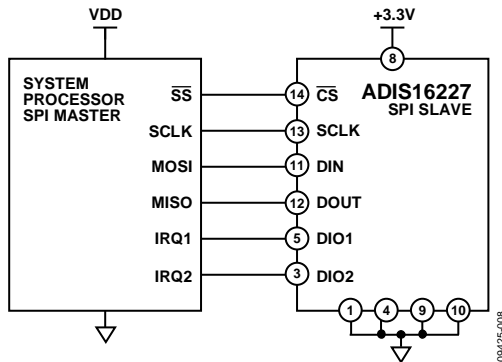 VDD
+3.3V
8
SYSTEM
PROCESSOR
SPI MASTER
ADIS16227
SPI SLAVE
SS 14 CS
SCLK 13 SCLK
MOSI 11 DIN
MISO 12 DOUT
IRQ1 5 DIO1
IRQ2 3 DIO2
1 4 9 10
09425-008